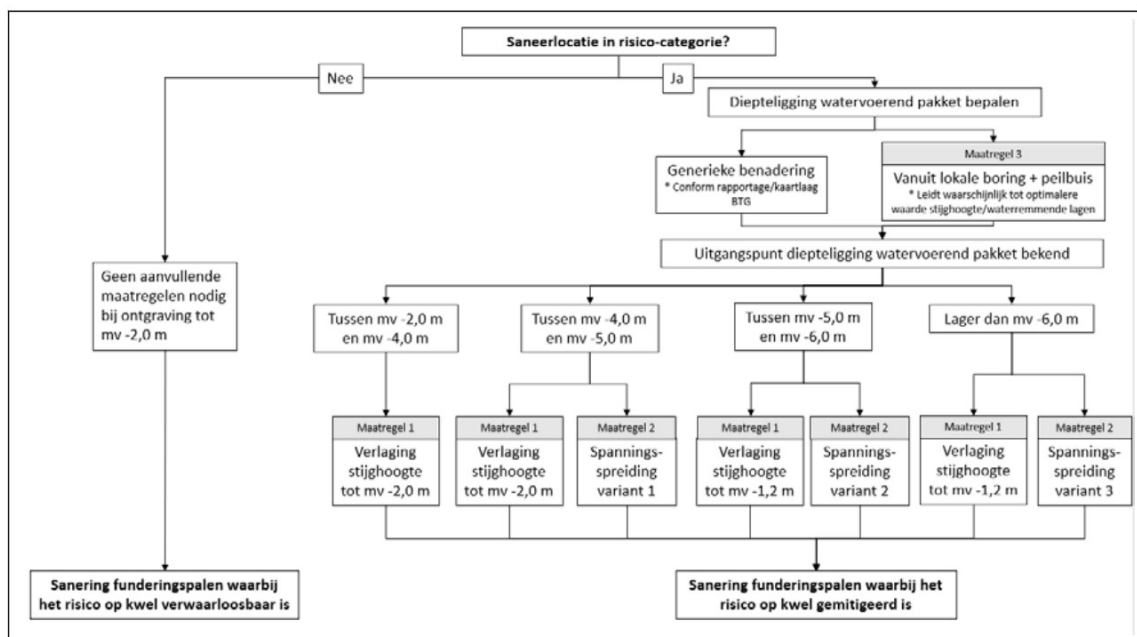 Saneerlocatie in risico-categorie?
Nee
Ja
Diepteligging watervoerend pakket bepalen
Generieke benadering
* Conform rapportage/kaartlaag
BTG
Maatregel 3
Vanuit lokale boring + peilbuis
* Leidt waarschijnlijk tot optimalere
waarde stijghoogte/waterremmende lagen
Uitgangspunt diepteligging watervoerend pakket bekend
Geen aanvullende
maatregelen nodig
bij ontgraving tot
mv -2,0 m
Tussen mv -2,0 m
en mv -4,0 m
Tussen mv -4,0 m
en mv -5,0 m
Tussen mv -5,0 m
en mv -6,0 m
Lager dan mv -6,0 m
Maatregel 1
Verlaging
stijghoogte
tot mv -2,0 m
Maatregel 1
Verlaging
stijghoogte
tot mv -2,0 m
Maatregel 2
Spannings-
spreiding
variant 1
Maatregel 1
Verlaging
stijghoogte
tot mv -1,2 m
Maatregel 2
Spannings-
spreiding
variant 2
Maatregel 1
Verlaging
stijghoogte
tot mv -1,2 m
Maatregel 2
Spannings-
spreiding
variant 3
Sanering funderingspalen waarbij
het risico op kwel verwaarloosbaar is
Sanering funderingspalen waarbij het
risico op kwel gemitigeerd is